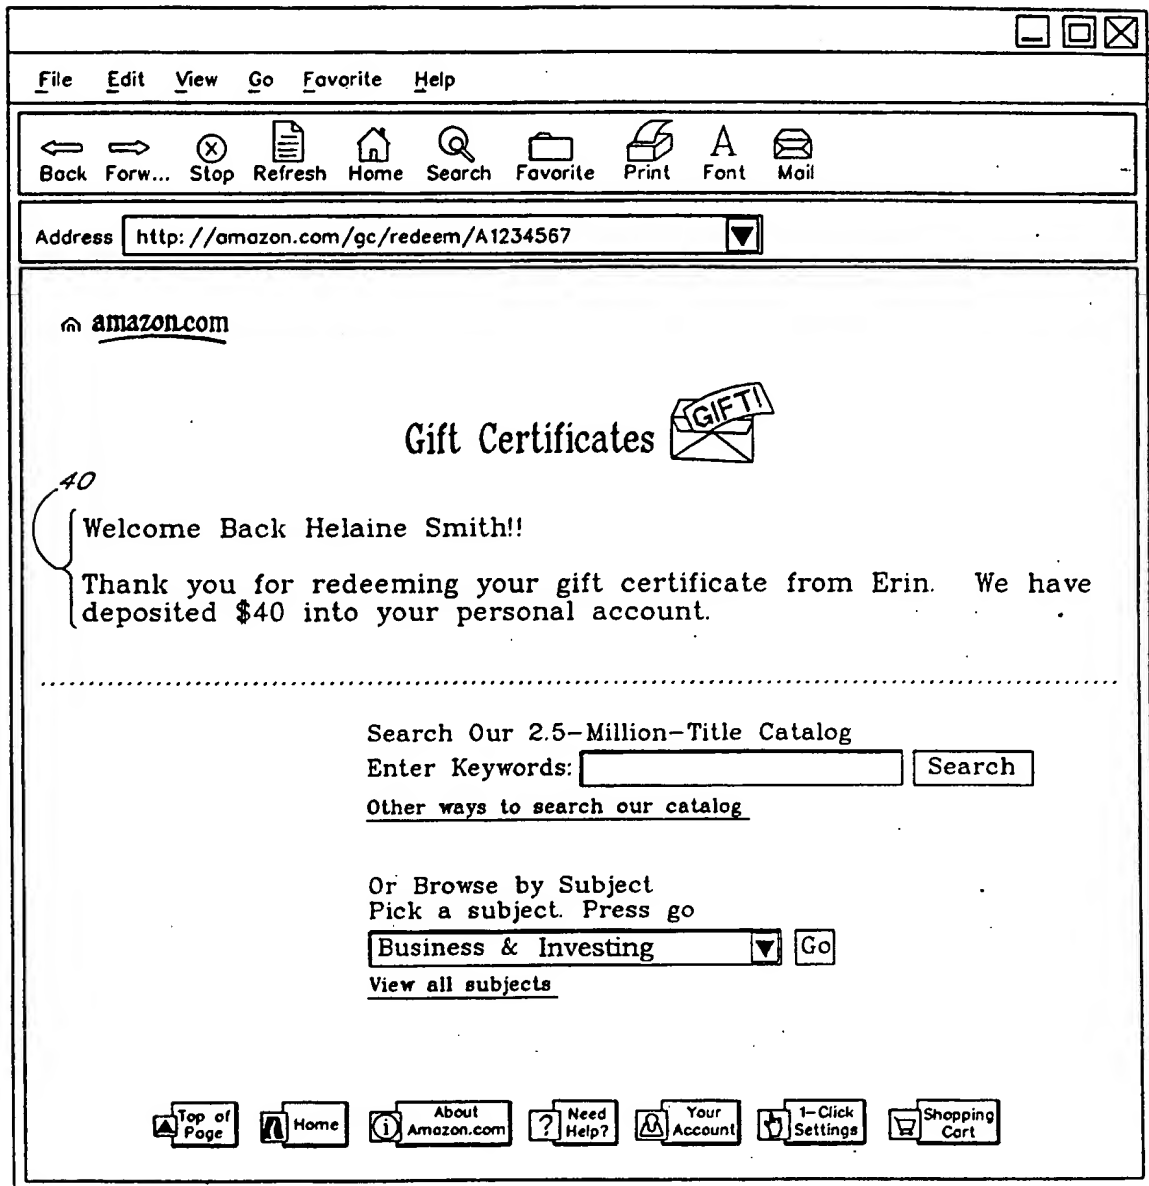 File Edit View Go Favorite Help
Back Forw... Stop Refresh Home Search Favorite Print Font Mail
Address http://amazon.com/gc/redeem/A1234567
amazon.com
GIFT!
Gift Certificates
40
Welcome Back Helaine Smith!!
Thank you for redeeming your gift certificate from Erin. We have
deposited $40 into your personal account.
Search Our 2.5-Million-Title Catalog
Enter Keywords: Search
Other ways to search our catalog
Or Browse by Subject
Pick a subject. Press go
Business & Investing Go
View all subjects
Top of Page Home About Amazon.com Need Help? Your Account 1-Click Settings Shopping Cart